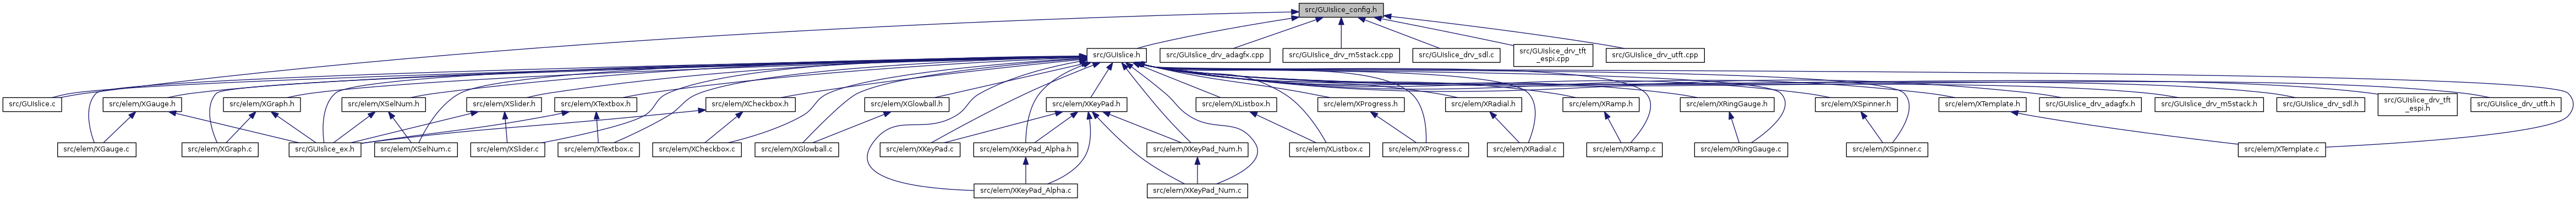 src/GUIslice_config.h
src/GUIslice.h
src/GUIslice_drv_adagfx.cpp
src/GUIslice_drv_m5stack.cpp
src/GUIslice_drv_sdl.c
src/GUIslice_drv_tft
_espi.cpp
src/GUIslice_drv_utft.cpp
src/GUIslice.c
src/elem/XGauge.h
src/elem/XGraph.h
src/elem/XSelNum.h
src/elem/XSlider.h
src/elem/XTextbox.h
src/elem/XCheckbox.h
src/elem/XGlowball.h
src/elem/XKeyPad.h
src/elem/XListbox.h
src/elem/XProgress.h
src/elem/XRadial.h
src/elem/XRamp.h
src/elem/XRingGauge.h
src/elem/XSpinner.h
src/elem/XTemplate.h
src/GUIslice_drv_adagfx.h
src/GUIslice_drv_m5stack.h
src/GUIslice_drv_sdl.h
src/GUIslice_drv_tft
_espi.h
src/GUIslice_drv_utft.h
src/elem/XGauge.c
src/elem/XGraph.c
src/GUIslice_ex.h
src/elem/XSelNum.c
src/elem/XSlider.c
src/elem/XTextbox.c
src/elem/XCheckbox.c
src/elem/XGlowball.c
src/elem/XKeyPad.c
src/elem/XKeyPad_Alpha.h
src/elem/XKeyPad_Num.h
src/elem/XListbox.c
src/elem/XProgress.c
src/elem/XRadial.c
src/elem/XRamp.c
src/elem/XRingGauge.c
src/elem/XSpinner.c
src/elem/XTemplate.c
src/elem/XKeyPad_Alpha.c
src/elem/XKeyPad_Num.c